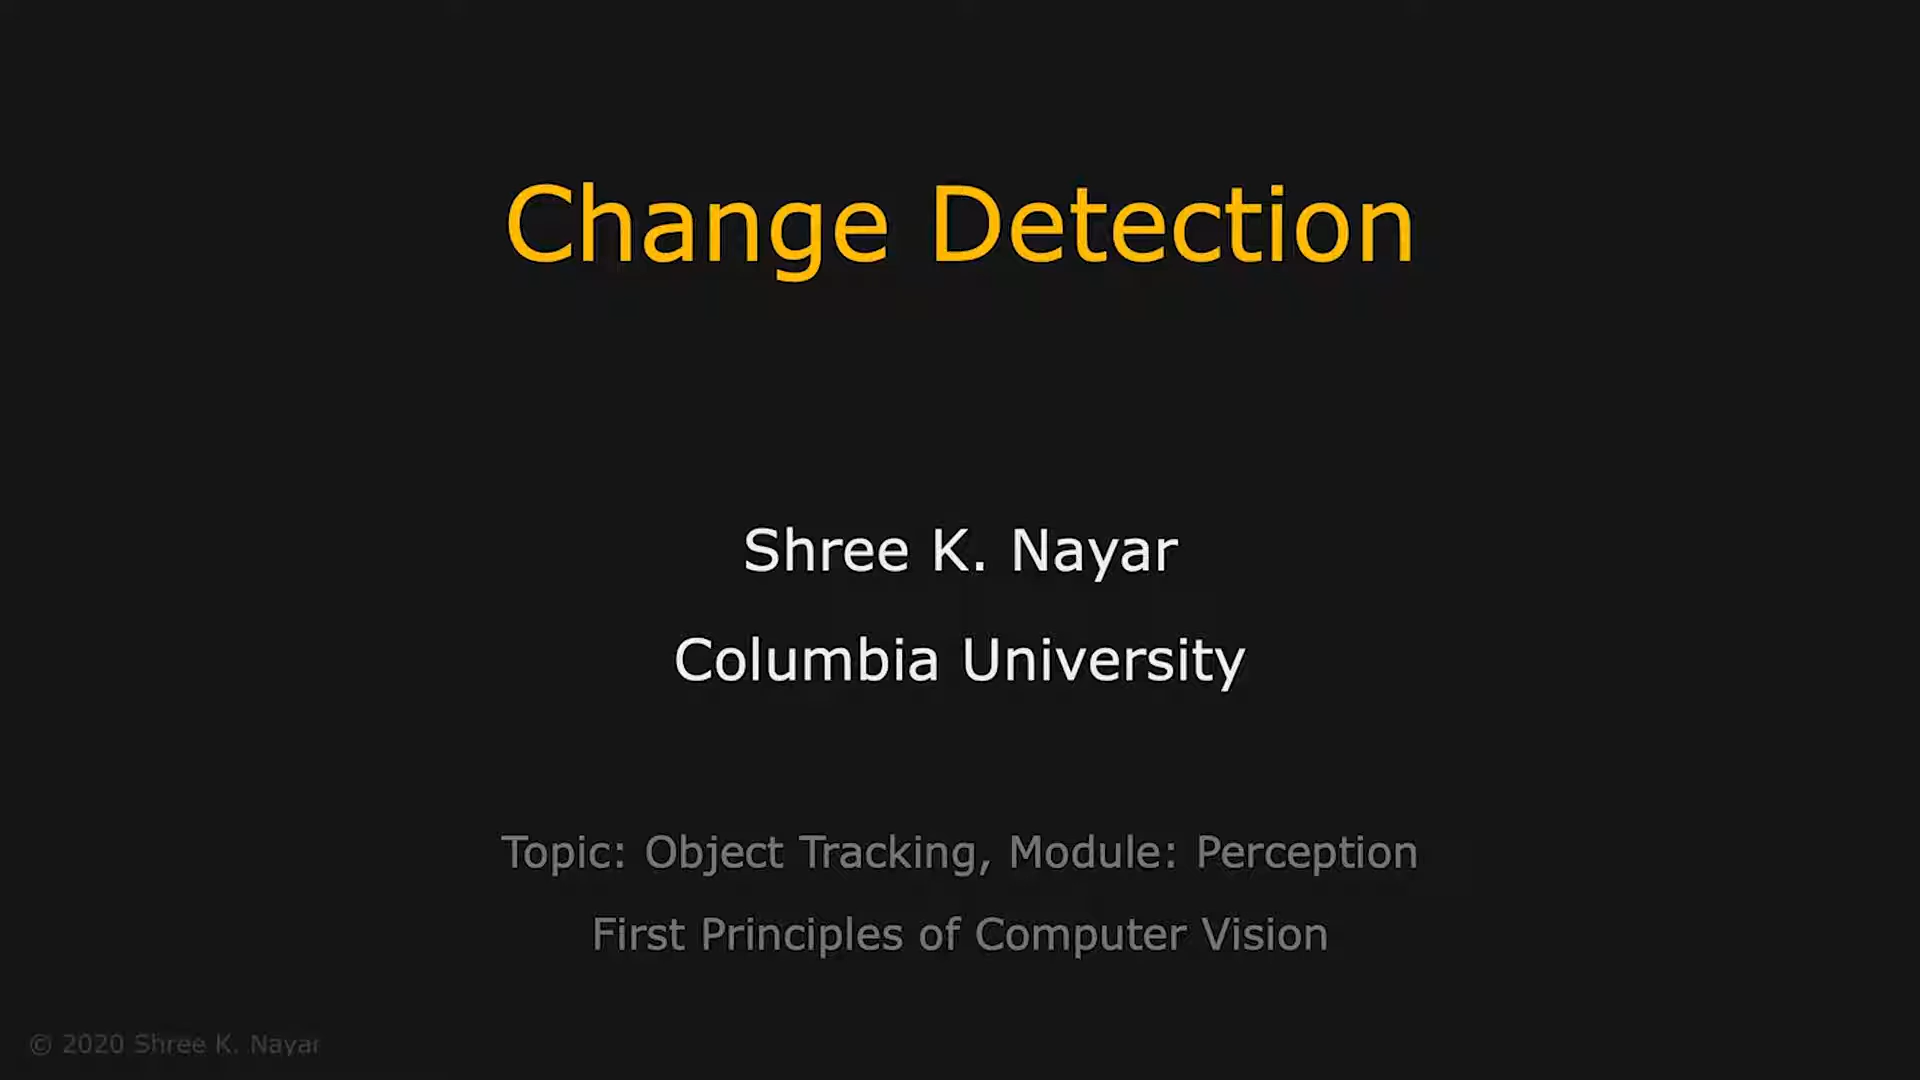 Change Detection
Shree K. Nayar
Columbia University
Topic: Object Tracking, Module: Perception
First Principles of Computer Vision
© 2020 Shree K. Nayar